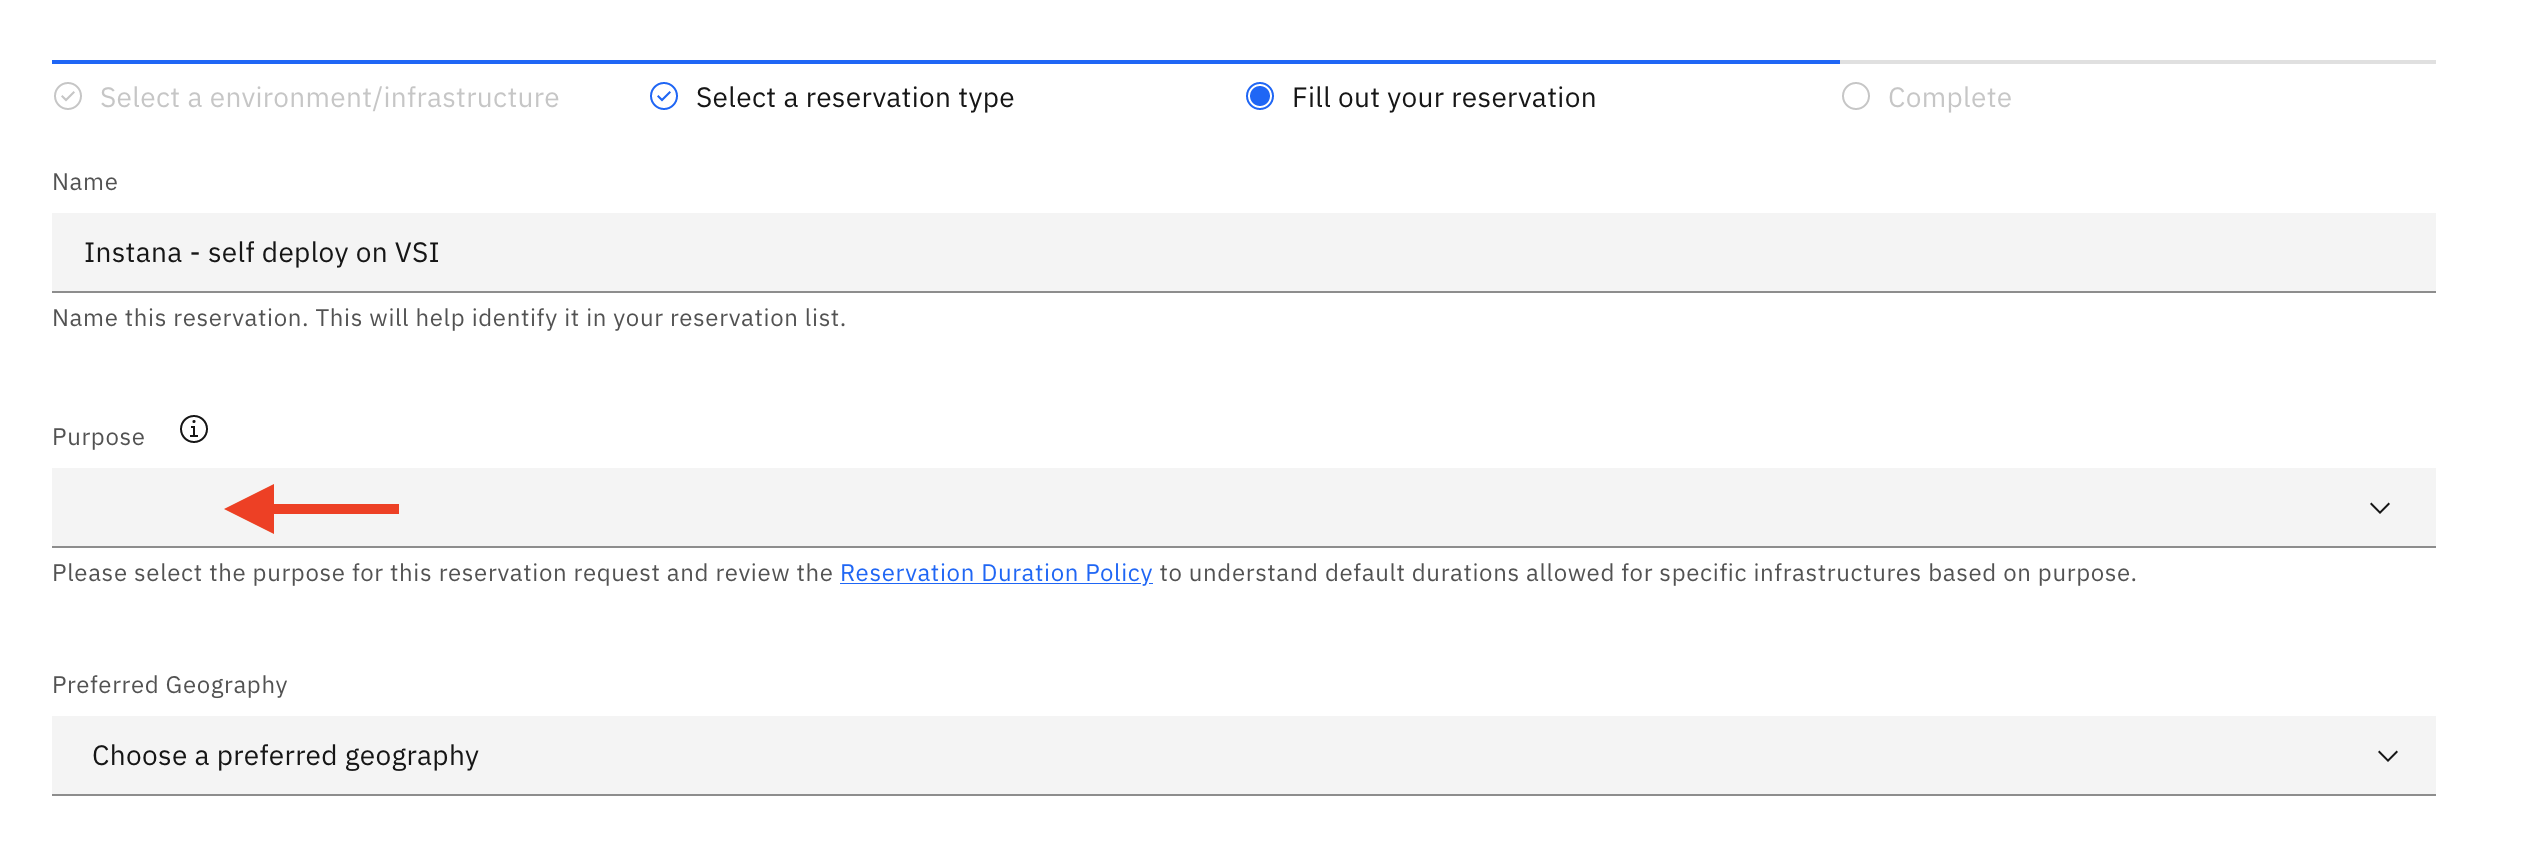 Select a environment/infrastructure
Select a reservation type
Fill out your reservation
Complete
Name
Instana - self deploy on VSI
Name this reservation. This will help identify it in your reservation list.
Purpose
Please select the purpose for this reservation request and review the Reservation Duration Policy to understand default durations allowed for specific infrastructures based on purpose.
Preferred Geography
Choose a preferred geography